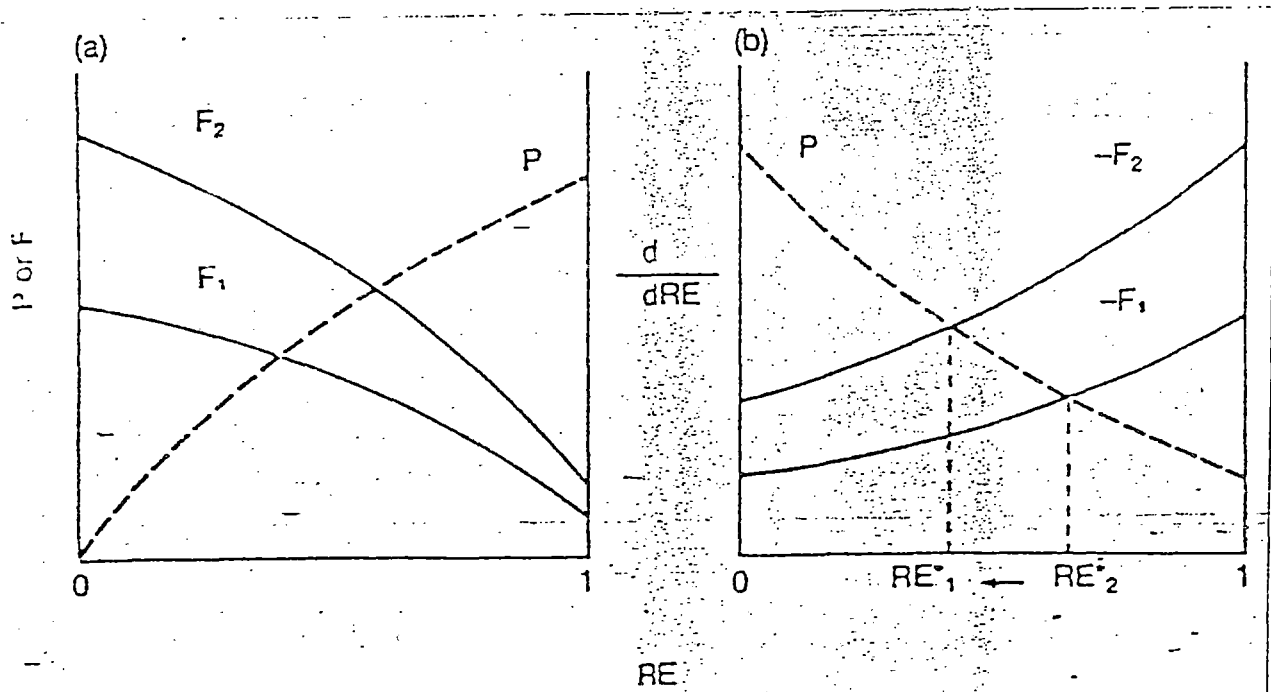 (a)
F₂
P
F₁
P or F
0
1
(b)
P
–F₂
–F₁
d
dRE
0
RE*₁ ← RE*₂
1
RE